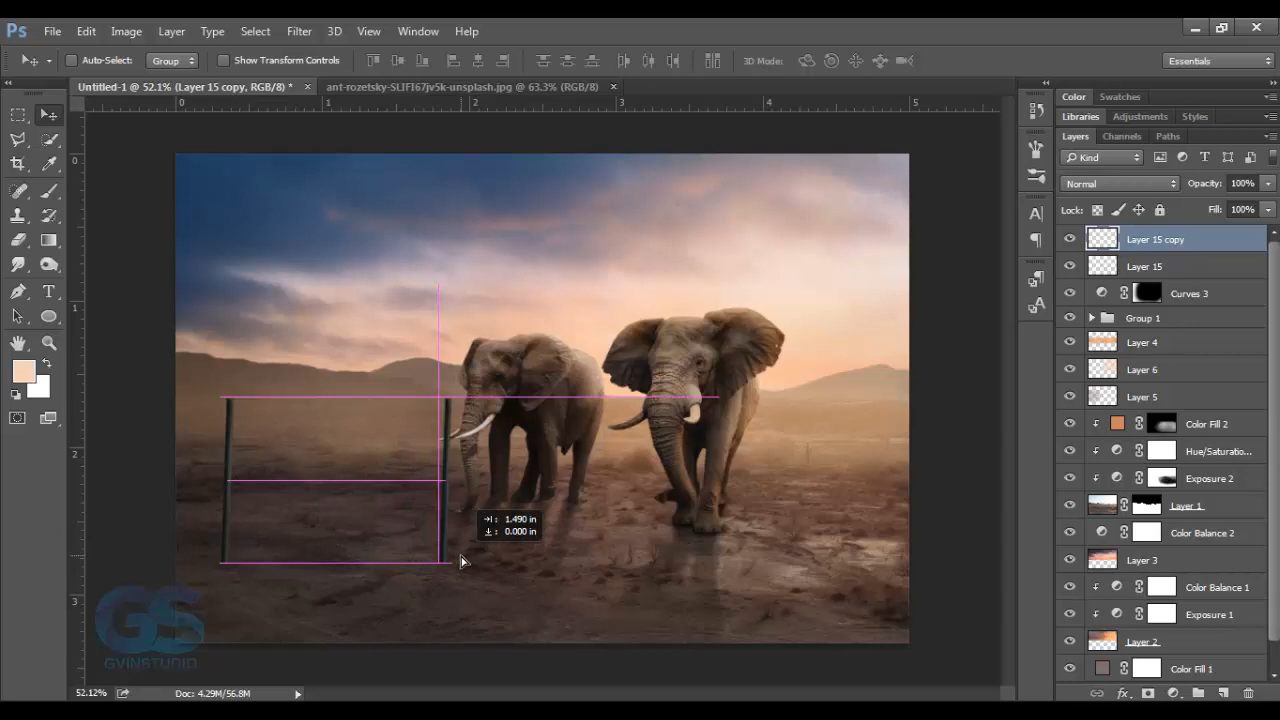 Ps File Edit Image Layer Type Select Filter 3D View Window Help
Auto-Select: Group Show Transform Controls 3D Mode: Essentials
Untitled-1 @ 52.1% (Layer 15 copy, RGB/8) * × ant-rozetsky-SLIFI67jv5k-unsplash.jpg @ 63.3% (RGB/8) ×
0 1 2 3 4 5
0
1
2
3
1.490 in
0.000 in
GS
GVINSTUDIO
52.12% Doc: 4.29M/56.8M
Color Swatches
Libraries Adjustments Styles
Layers Channels Paths
Kind
Normal Opacity: 100%
Lock: Fill: 100%
Layer 15 copy
Layer 15
Curves 3
Group 1
Layer 4
Layer 6
Layer 5
Color Fill 2
Hue/Saturatio...
Exposure 2
Layer 1
Color Balance 2
Layer 3
Color Balance 1
Exposure 1
Layer 2
Color Fill 1
fx